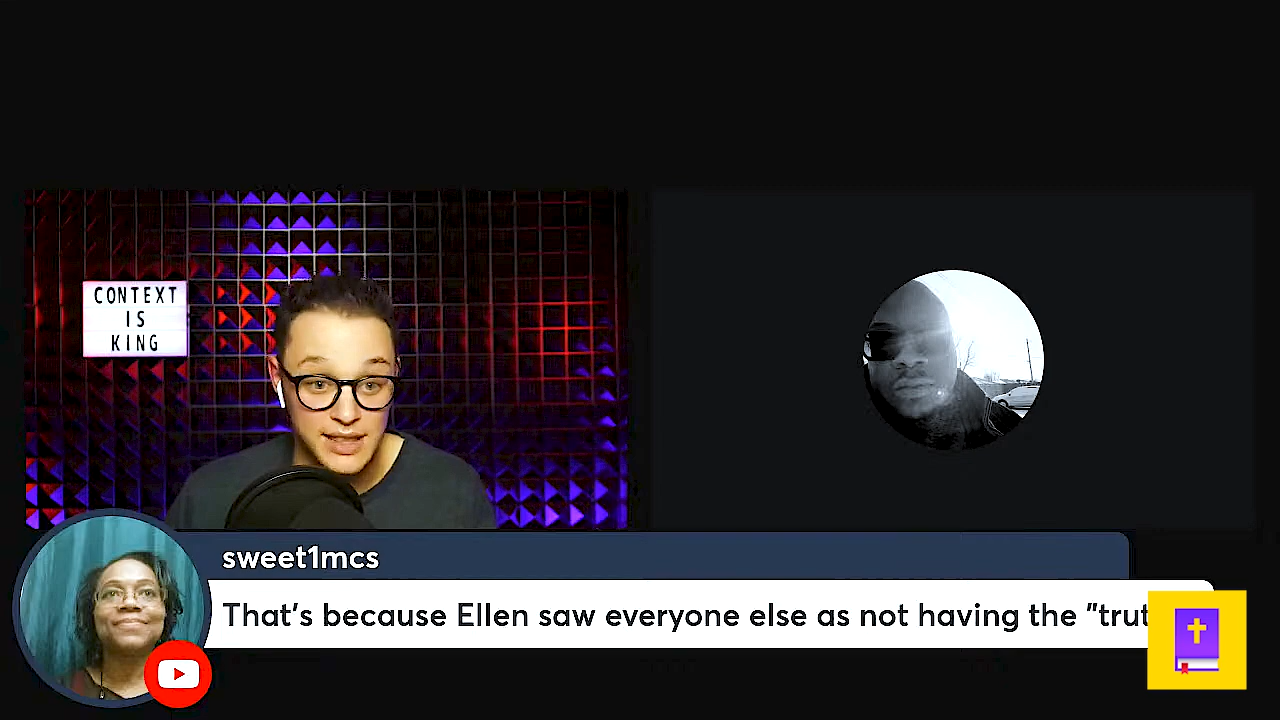 CONTEXT
IS
KING
sweet1mcs
That's because Ellen saw everyone else as not having the "trut